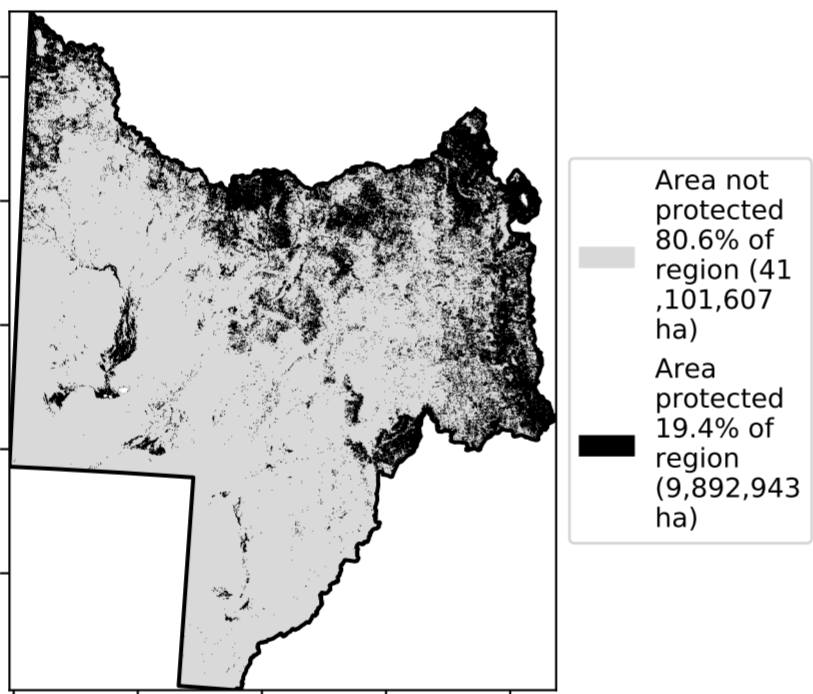 Area not
protected
80.6% of
region (41
,101,607
ha)
Area
protected
19.4% of
region
(9,892,943
ha)